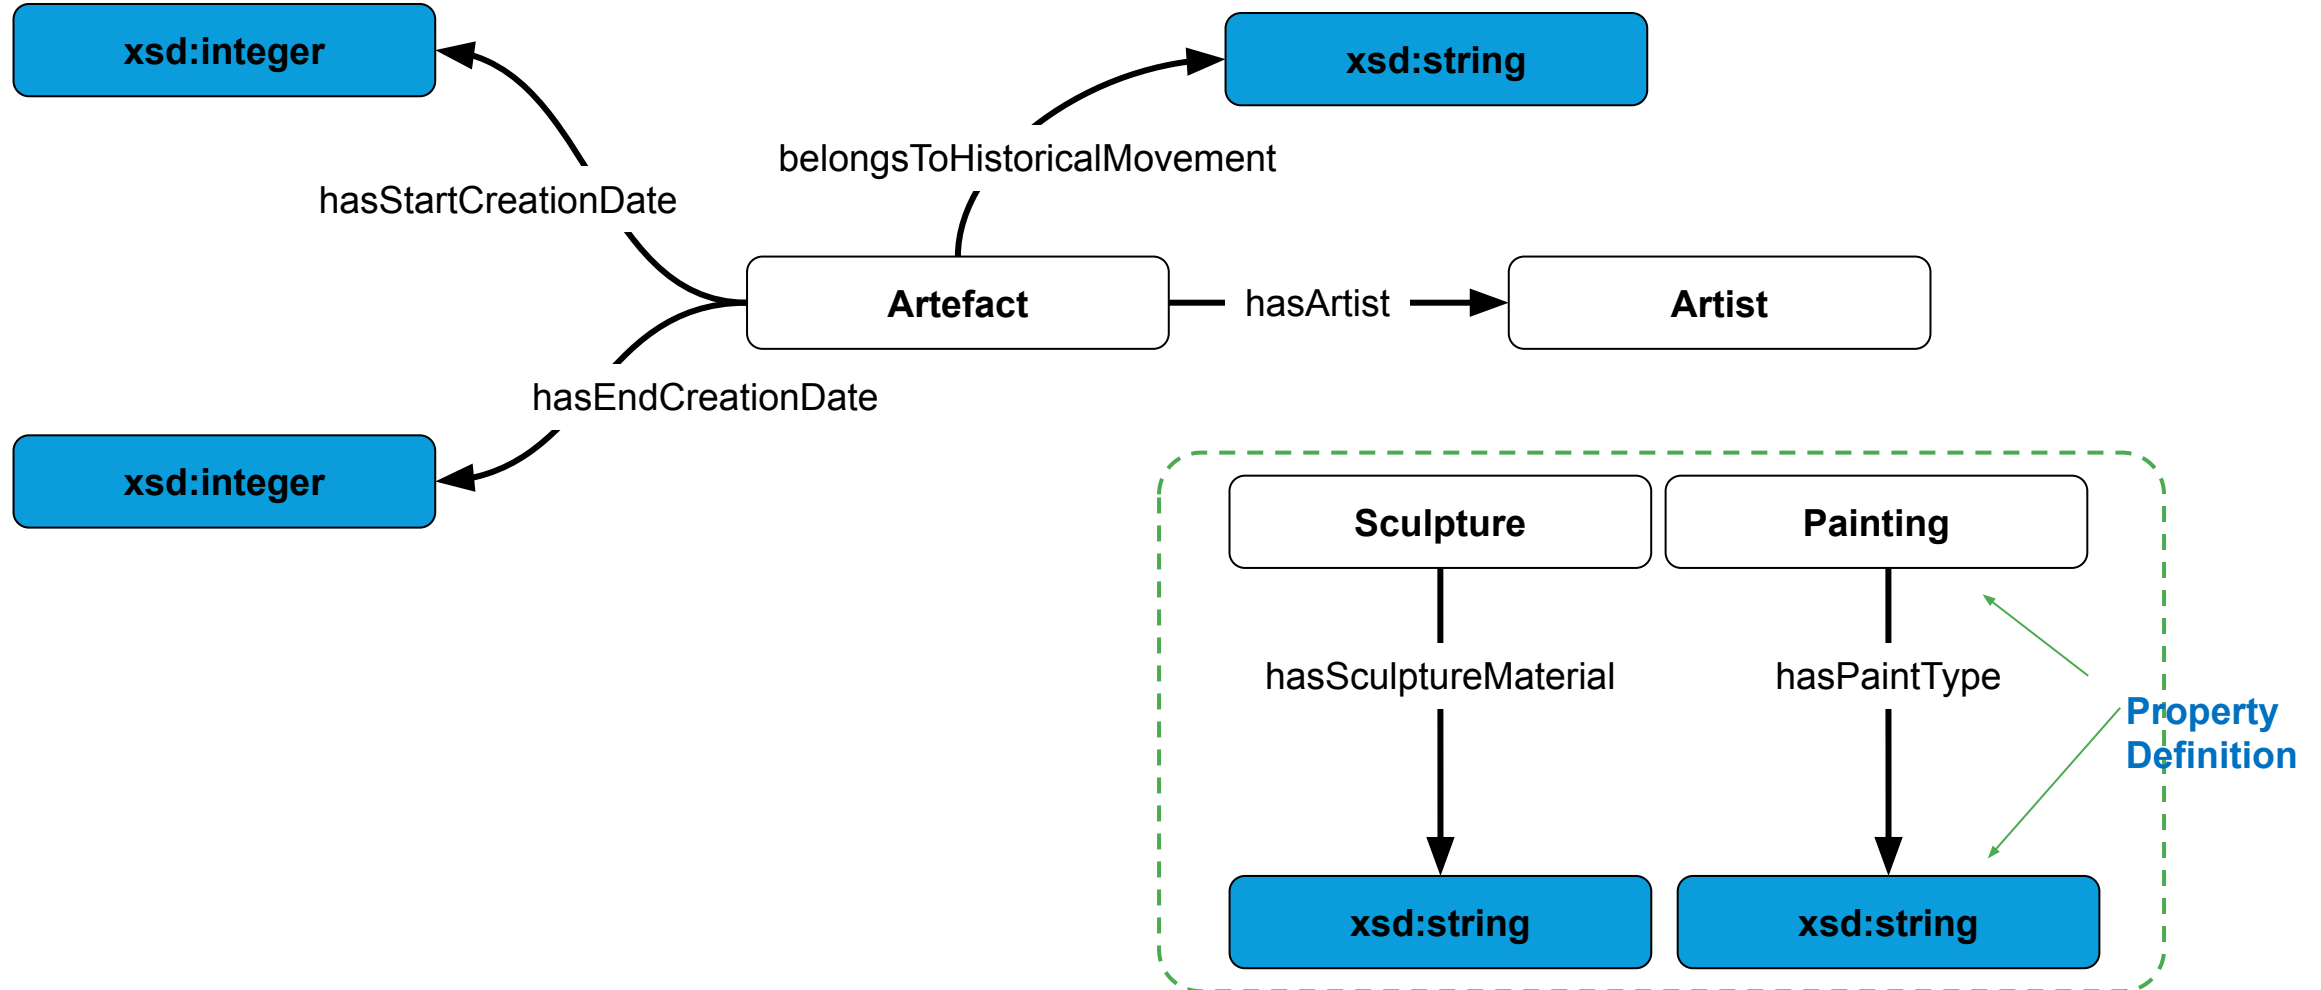 xsd:integer
xsd:string
belongsToHistoricalMovement
hasStartCreationDate
Artefact
hasArtist
Artist
hasEndCreationDate
xsd:integer
Sculpture
Painting
hasSculptureMaterial
hasPaintType
Property
Definition
xsd:string
xsd:string